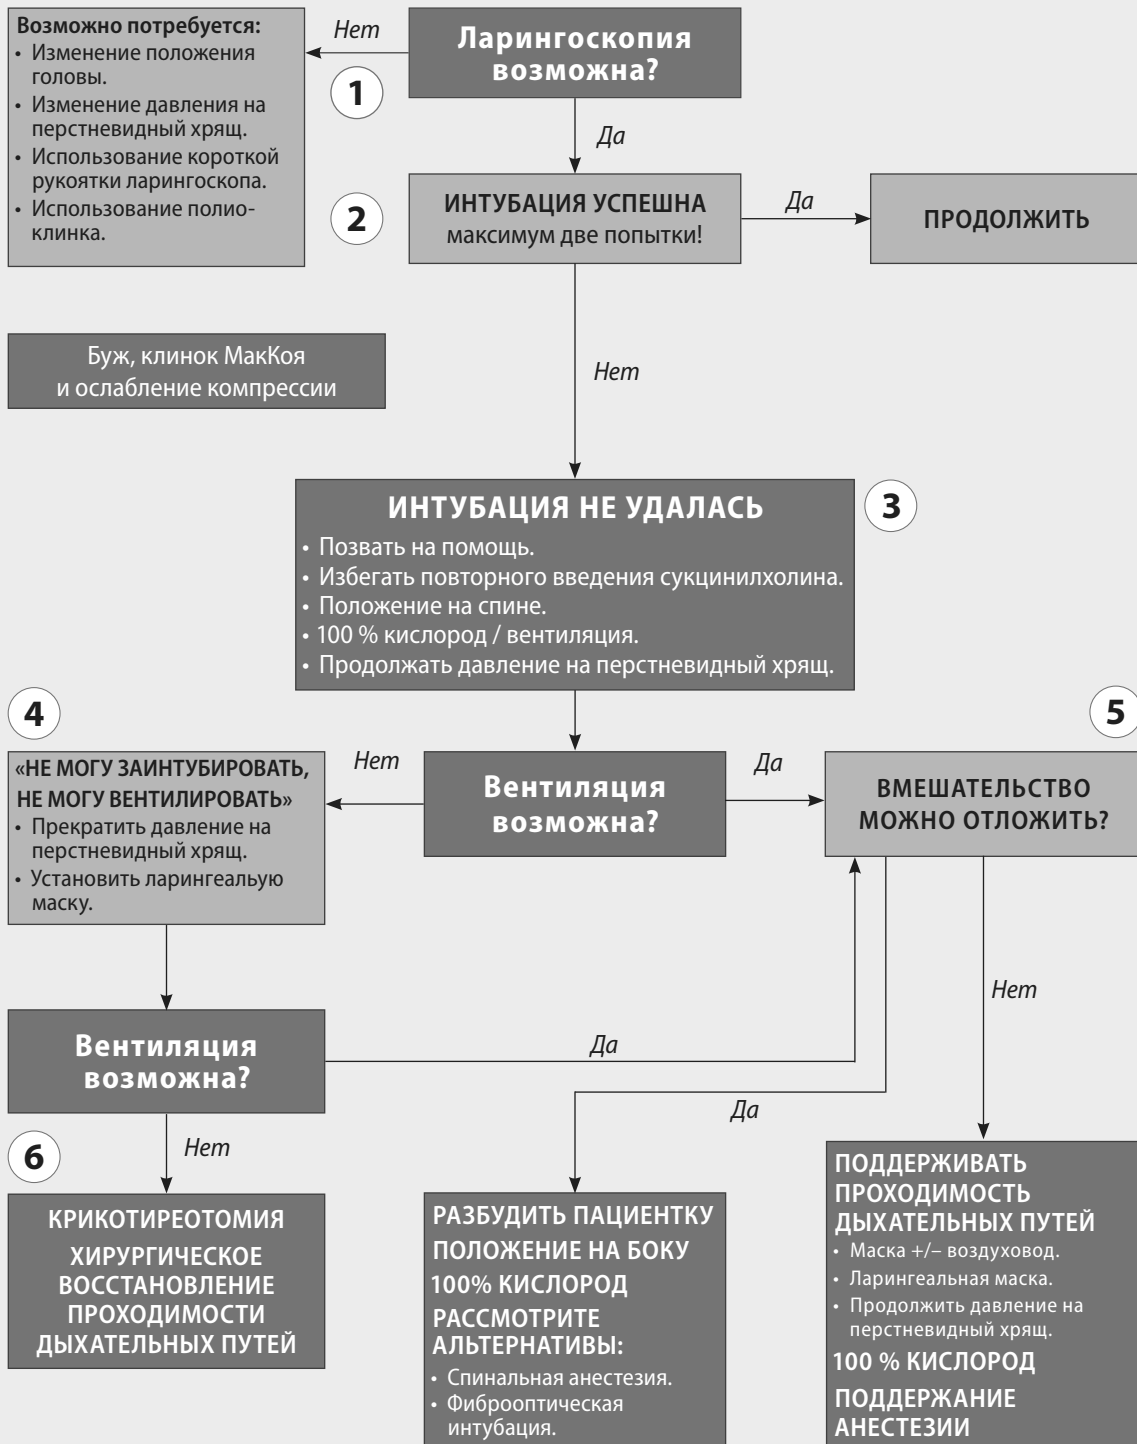 Возможно потребуется:
• Изменение положения
головы.
• Изменение давления на
перстневидный хрящ.
• Использование короткой
рукоятки ларингоскопа.
• Использование полио-
клинка.
Нет
1
Ларингоскопия
возможна?
Да
2
ИНТУБАЦИЯ УСПЕШНА
максимум две попытки!
Да
ПРОДОЛЖИТЬ
Буж, клинок МакКоя
и ослабление компрессии
Нет
ИНТУБАЦИЯ НЕ УДАЛАСЬ
• Позвать на помощь.
• Избегать повторного введения сукцинилхолина.
• Положение на спине.
• 100 % кислород / вентиляция.
• Продолжать давление на перстневидный хрящ.
3
4
«НЕ МОГУ ЗАИНТУБИРОВАТЬ,
НЕ МОГУ ВЕНТИЛИРОВАТЬ»
• Прекратить давление на
перстневидный хрящ.
• Установить ларингеальую
маску.
Нет
Вентиляция
возможна?
Да
5
ВМЕШАТЕЛЬСТВО
МОЖНО ОТЛОЖИТЬ?
Вентиляция
возможна?
Да
Нет
Да
6
Нет
КРИКОТИРЕОТОМИЯ
ХИРУРГИЧЕСКОЕ
ВОССТАНОВЛЕНИЕ
ПРОХОДИМОСТИ
ДЫХАТЕЛЬНЫХ ПУТЕЙ
РАЗБУДИТЬ ПАЦИЕНТКУ
ПОЛОЖЕНИЕ НА БОКУ
100% КИСЛОРОД
РАССМОТРИТЕ
АЛЬТЕРНАТИВЫ:
• Спинальная анестезия.
• Фиброоптическая
интубация.
ПОДДЕРЖИВАТЬ
ПРОХОДИМОСТЬ
ДЫХАТЕЛЬНЫХ ПУТЕЙ
• Маска +/– воздуховод.
• Ларингеальная маска.
• Продолжить давление на
перстневидный хрящ.
100 % КИСЛОРОД
ПОДДЕРЖАНИЕ
АНЕСТЕЗИИ